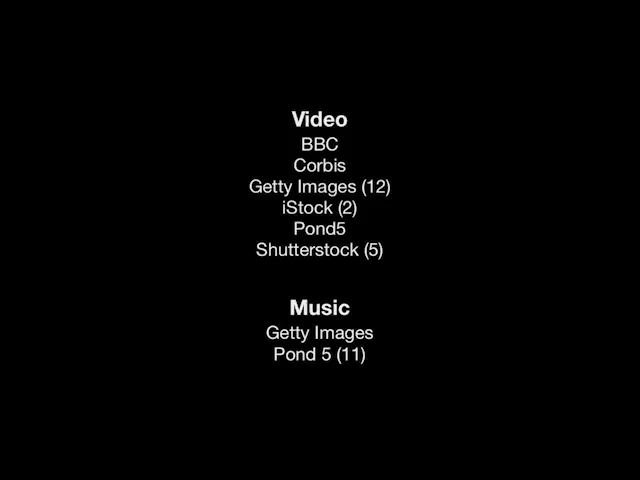 Video
BBC
Corbis
Getty Images (12)
iStock (2)
Pond5
Shutterstock (5)
Music
Getty Images
Pond 5 (11)